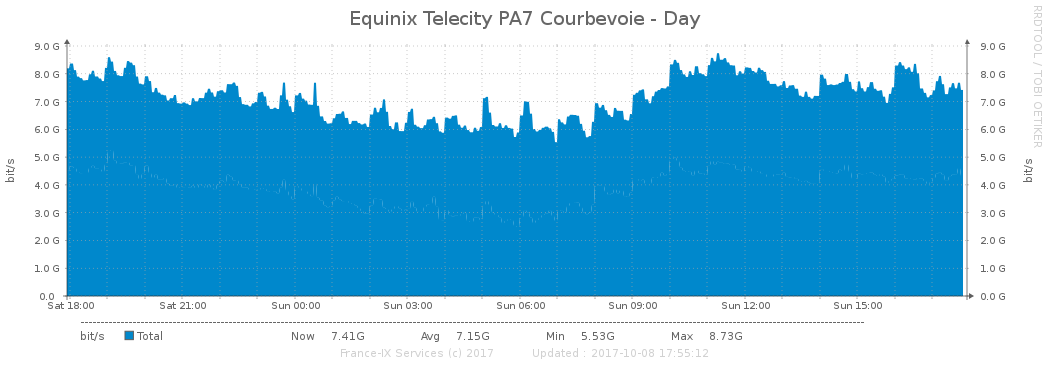 Equinix Telecity PA7 Courbevoie - Day
RRDTOOL / TOBI OETIKER
bit/s
9.0 G 9.0 G
8.0 G 8.0 G
7.0 G 7.0 G
6.0 G 6.0 G
5.0 G 5.0 G
4.0 G 4.0 G
3.0 G 3.0 G
2.0 G 2.0 G
1.0 G 1.0 G
0.0 0.0 G
bit/s
Sat 18:00 Sat 21:00 Sun 00:00 Sun 03:00 Sun 06:00 Sun 09:00 Sun 12:00 Sun 15:00
bit/s Total Now 7.41G Avg 7.15G Min 5.53G Max 8.73G
France-IX Services (c) 2017 Updated : 2017-10-08 17:55:12